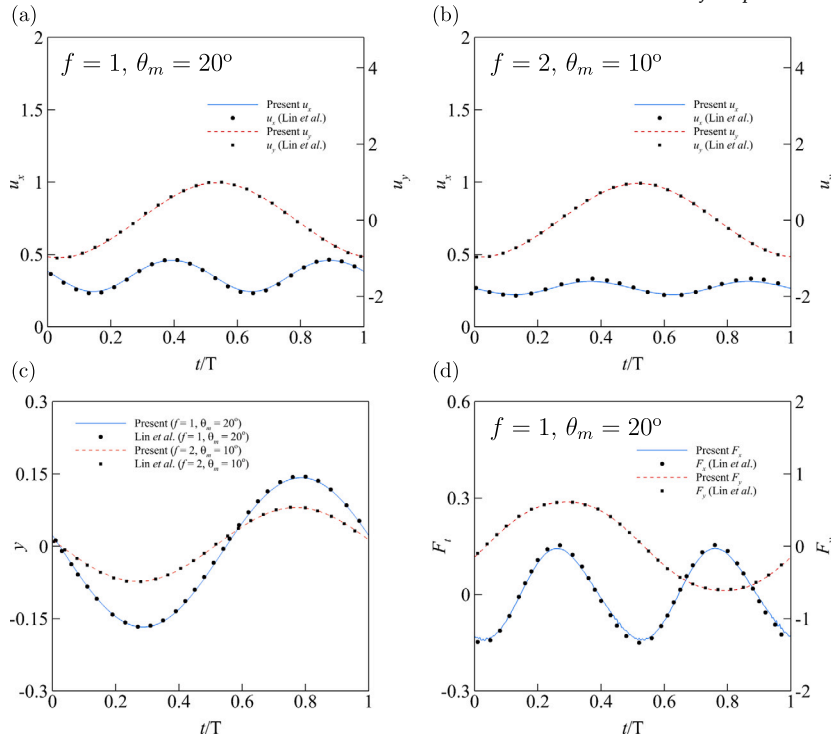 (a)
f = 1, θm = 20°
2
1.5
1
0.5
0
ux
4
2
0
-2
uy
Present ux
ux (Lin et al.)
Present uy
uy (Lin et al.)
0 0.2 0.4 0.6 0.8 1
t/T
(b)
f = 2, θm = 10°
2
1.5
1
0.5
0
ux
4
2
0
-2
Present ux
ux (Lin et al.)
Present uy
uy (Lin et al.)
0 0.2 0.4 0.6 0.8 1
t/T
(c)
0.3
0.15
0
-0.15
-0.3
y
Present (f = 1, θm = 20°)
Lin et al. (f = 1, θm = 20°)
Present (f = 2, θm = 10°)
Lin et al. (f = 2, θm = 10°)
0 0.2 0.4 0.6 0.8 1
t/T
(d)
f = 1, θm = 20°
0.6
0.3
0
-0.3
Ft
2
1
0
-1
-2
Present Fx
Fx (Lin et al.)
Present Fy
Fy (Lin et al.)
0 0.2 0.4 0.6 0.8 1
t/T